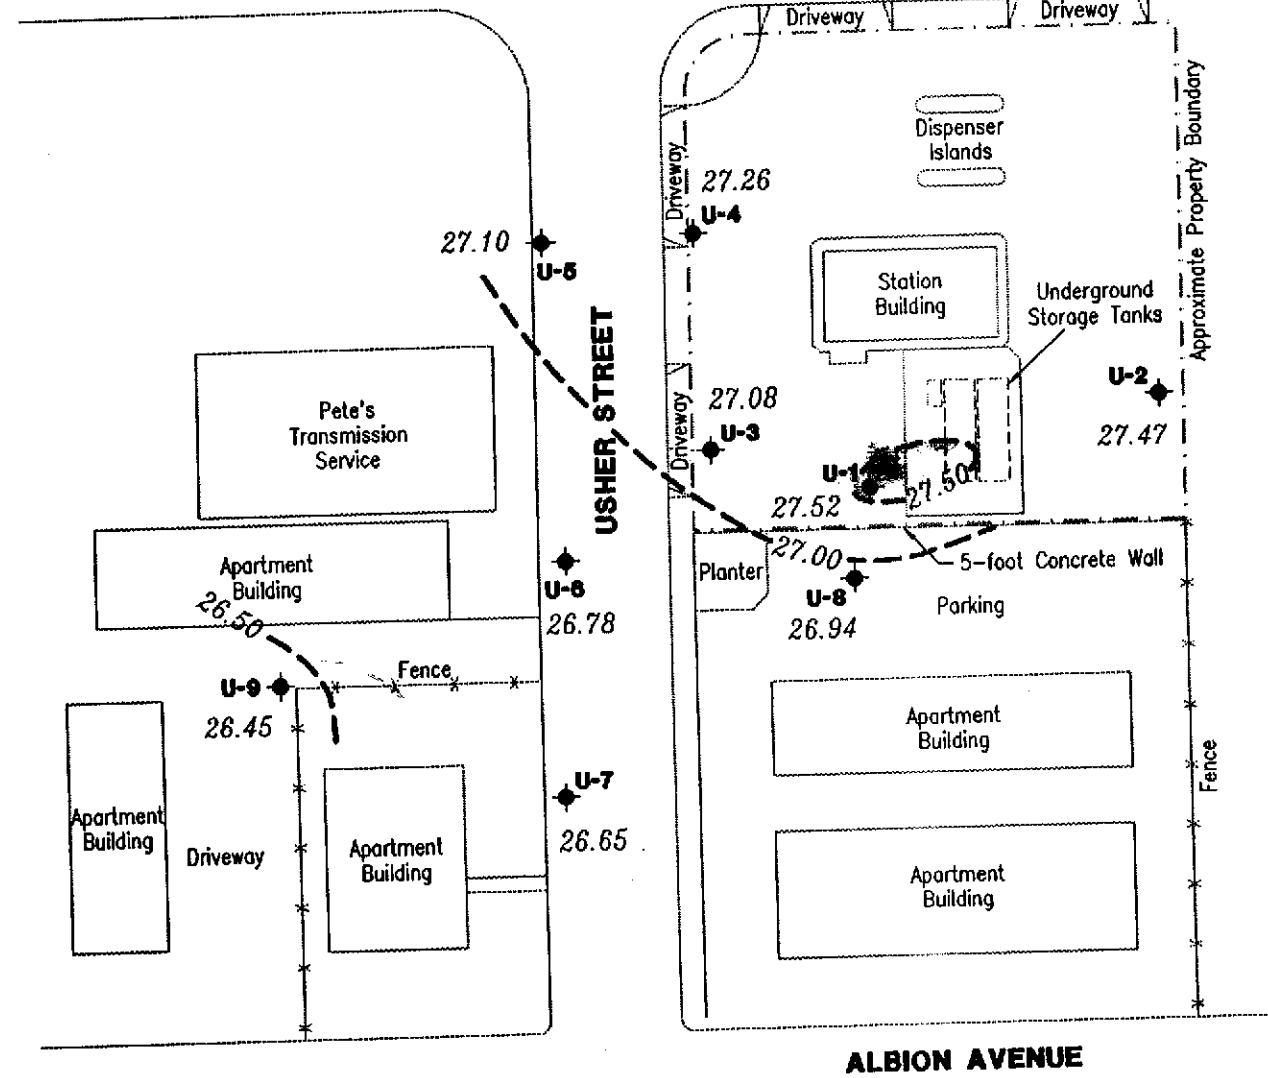 Driveway
Driveway
Approximate Property Boundary
Dispenser
Islands
Driveway
27.26
U-4
27.10
U-5
Station
Building
Underground
Storage Tanks
USHER STREET
U-2
27.47
Pete's
Transmission
Service
Driveway
27.08
U-3
U-1
27.50
27.52
27.00
5-foot Concrete Wall
Planter
U-8
26.94
Parking
Apartment
Building
26.50
U-6
26.78
Fence
U-9
26.45
Apartment
Building
Fence
U-7
26.65
Apartment
Building
Driveway
Apartment
Building
Apartment
Building
ALBION AVENUE